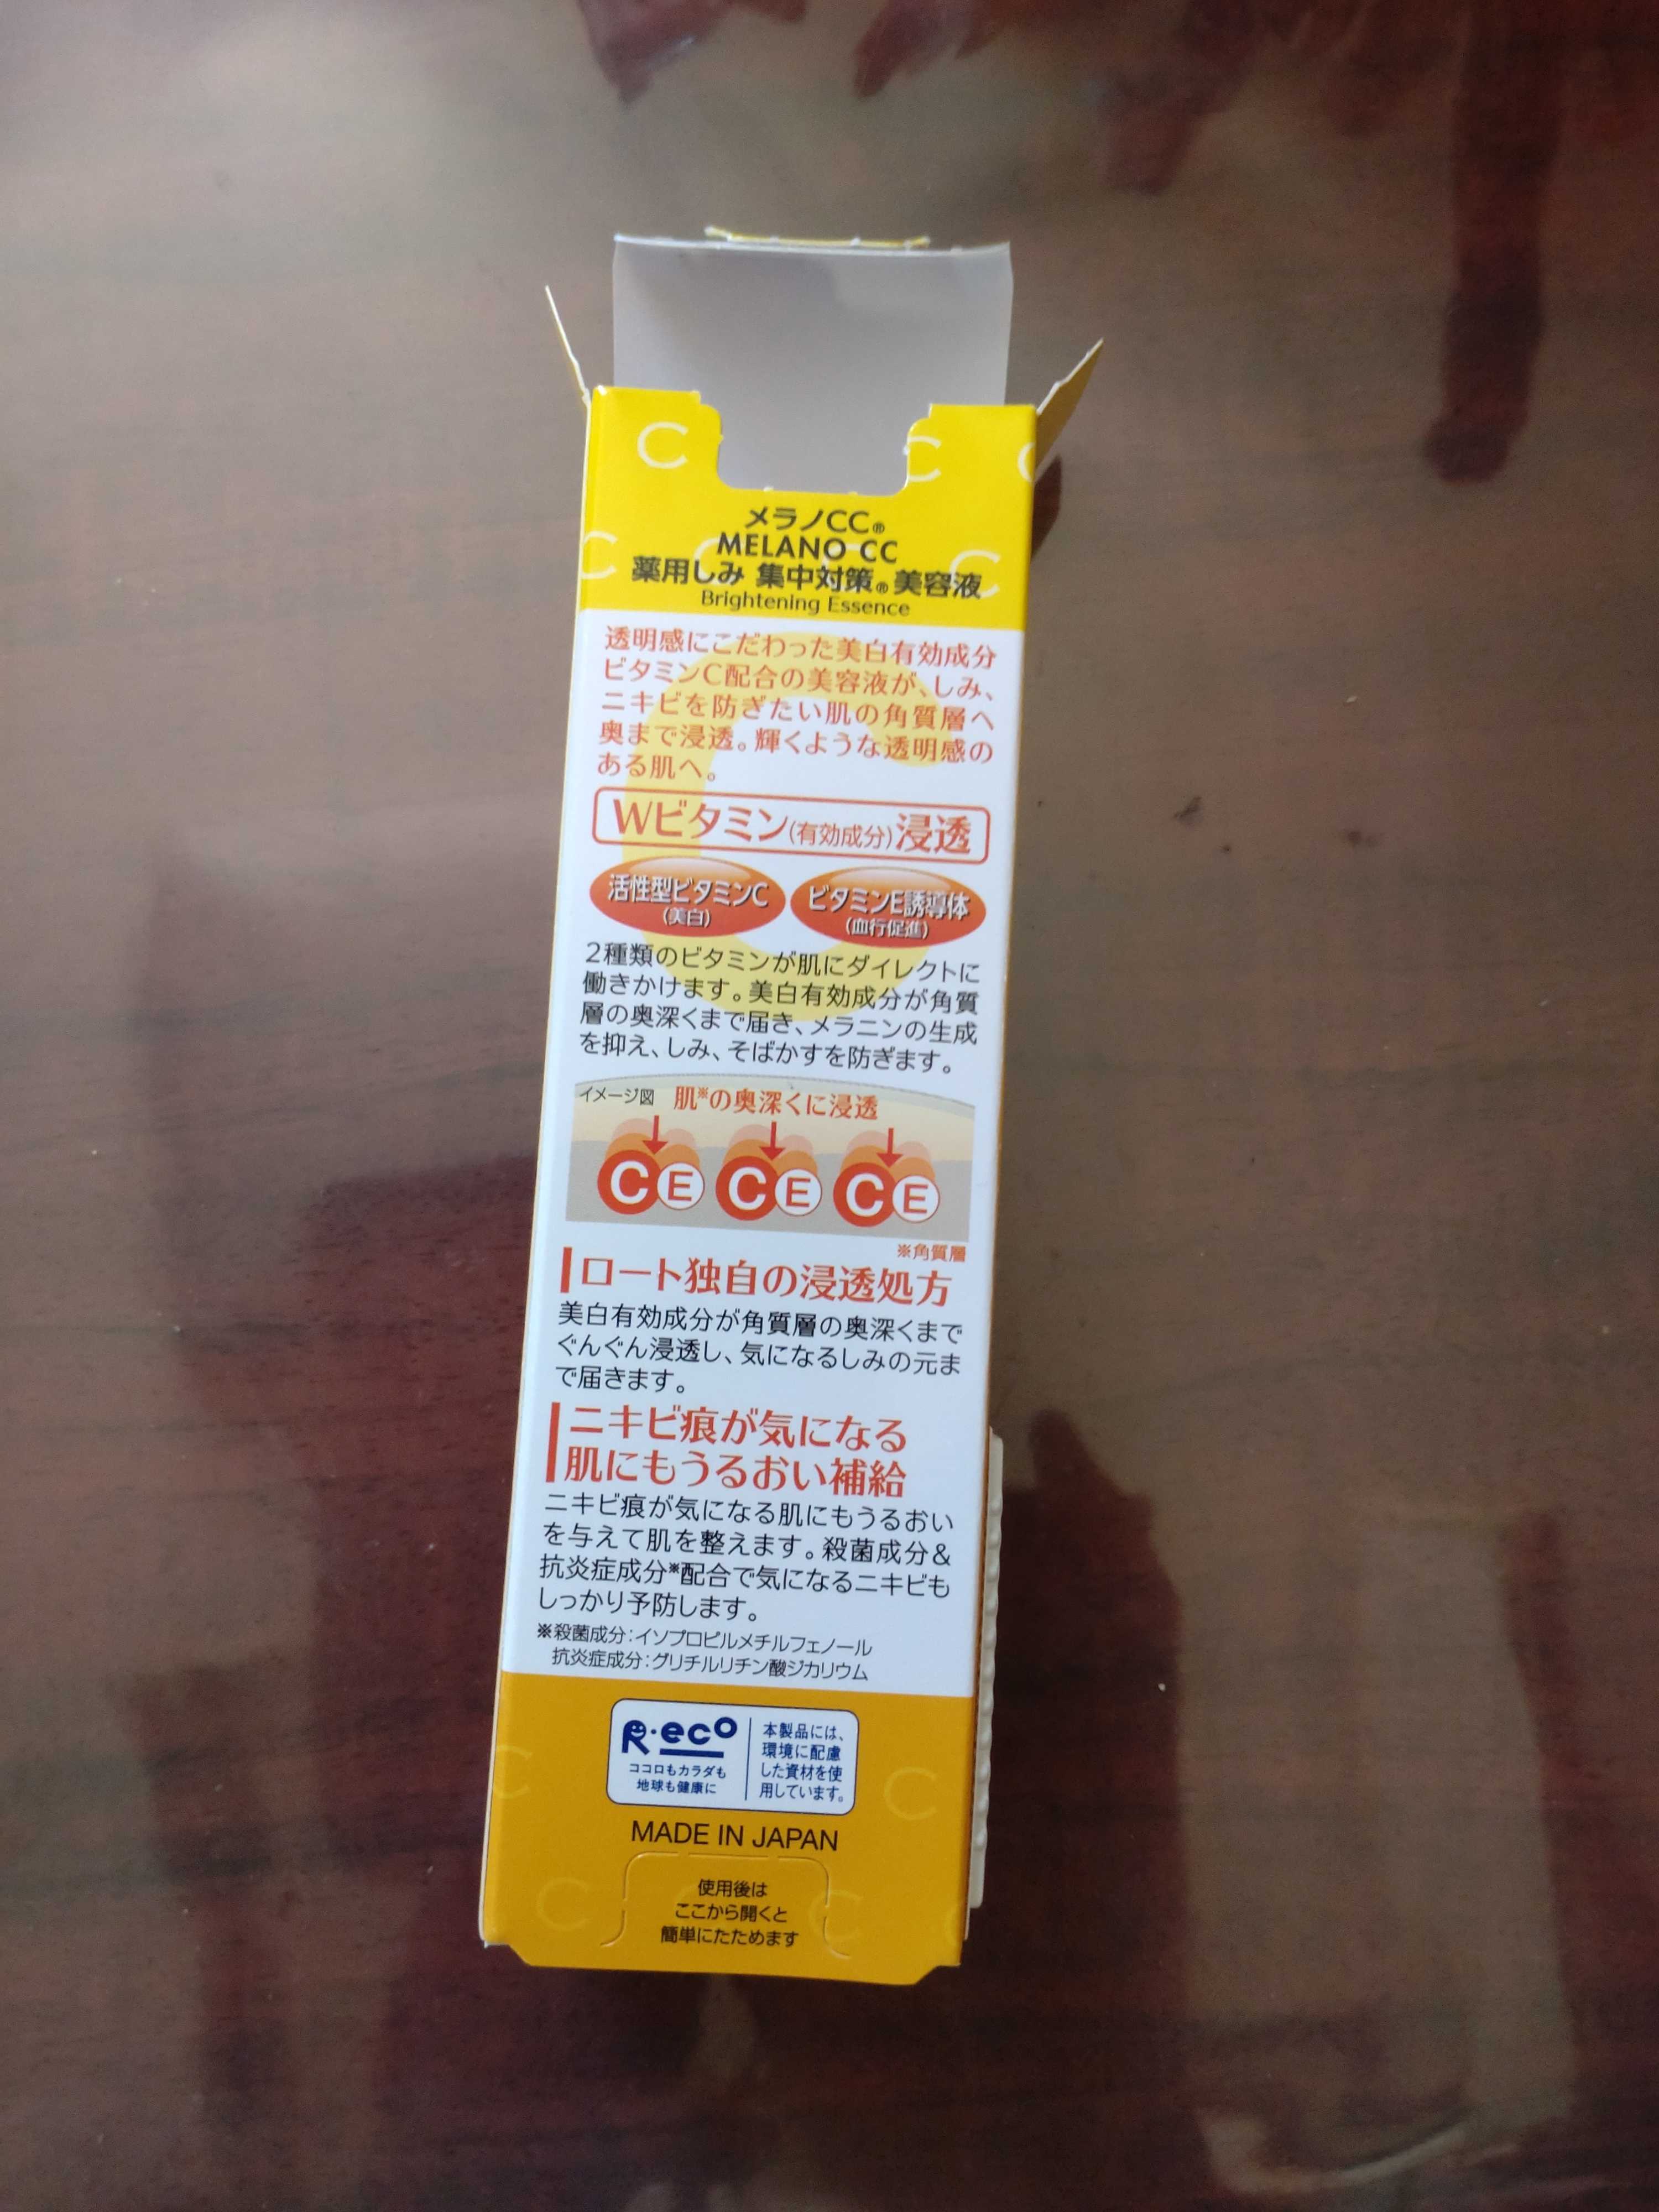 メラノCC®
MELANO CC
薬用しみ 集中対策®美容液
Brightening Essence
透明感にこだわった美白有効成分
ビタミンC配合の美容液が、しみ、
ニキビを防ぎたい肌の角質層へ
奥まで浸透。輝くような透明感の
ある肌へ。
Wビタミン(有効成分)浸透
活性型ビタミンC ビタミンE誘導体
(美白) (血行促進)
2種類のビタミンが肌にダイレクトに
働きかけます。美白有効成分が角質
層の奥深くまで届き、メラニンの生成
を抑え、しみ、そばかすを防ぎます。
イメージ図 肌※の奥深くに浸透
C E C E C E
※角質層
ロート独自の浸透処方
美白有効成分が角質層の奥深くまで
ぐんぐん浸透し、気になるしみの元ま
で届きます。
ニキビ痕が気になる
肌にもうるおい補給
ニキビ痕が気になる肌にもうるおい
を与えて肌を整えます。殺菌成分&
抗炎症成分※配合で気になるニキビも
しっかり予防します。
※殺菌成分:イソプロピルメチルフェノール
抗炎症成分:グリチルリチン酸ジカリウム
R·eco
ココロもカラダも
地球も健康に
本製品には、
環境に配慮
した資材を使
用しています。
MADE IN JAPAN
使用後は
ここから開くと
簡単にたためます